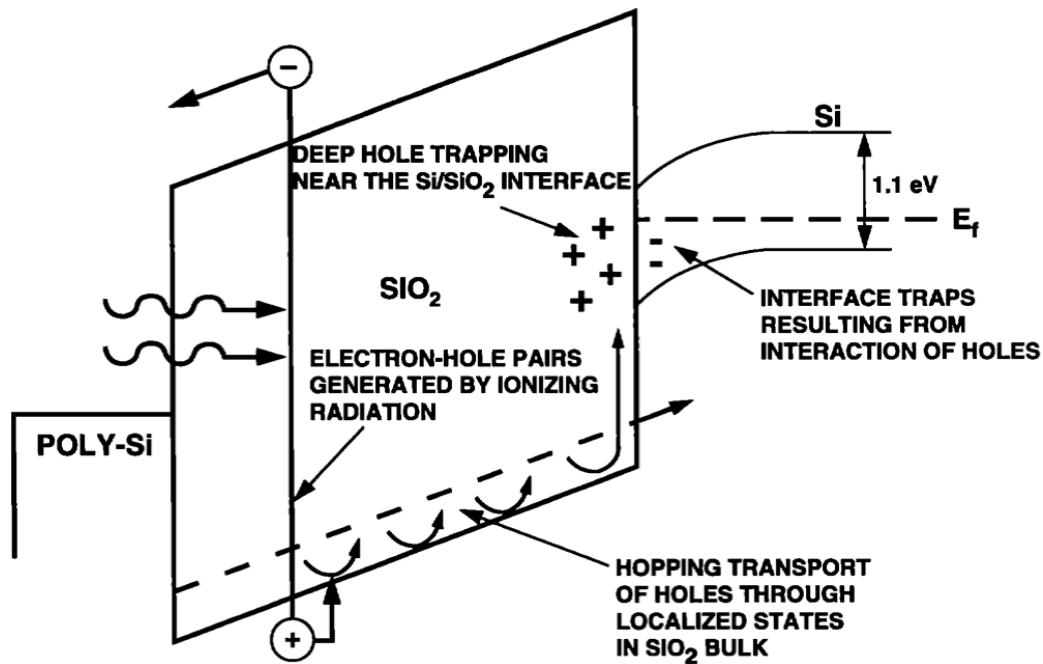 −
Si
DEEP HOLE TRAPPING
NEAR THE Si/SiO₂ INTERFACE
1.1 eV
E_f
+
+
+
+
-
-
SIO₂
INTERFACE TRAPS
RESULTING FROM
INTERACTION OF HOLES
ELECTRON-HOLE PAIRS
GENERATED BY IONIZING
RADIATION
POLY-Si
HOPPING TRANSPORT
OF HOLES THROUGH
LOCALIZED STATES
IN SIO₂ BULK
+